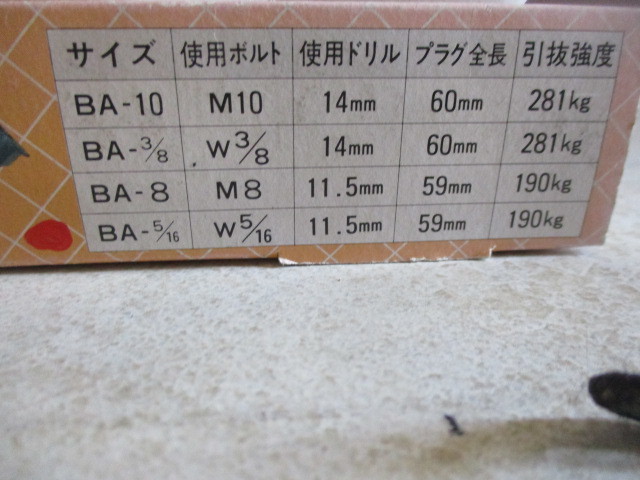 サイズ 使用ボルト 使用ドリル プラグ全長 引抜強度
BA-10 M10 14mm 60mm 281kg
BA-3/8 W3/8 14mm 60mm 281kg
BA-8 M8 11.5mm 59mm 190kg
BA-5/16 W5/16 11.5mm 59mm 190kg